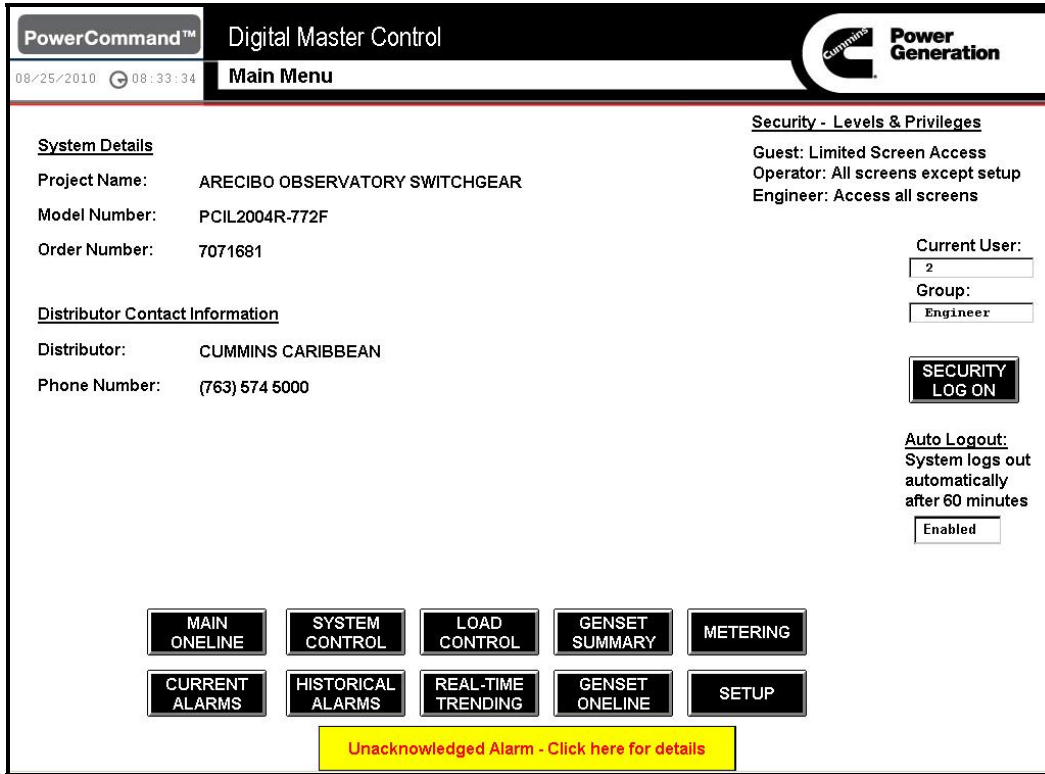 PowerCommand™
Digital Master Control
Cummins
Power
Generation
08/25/2010 08:33:34
Main Menu
Security - Levels & Privileges
Guest: Limited Screen Access
Operator: All screens except setup
Engineer: Access all screens
System Details
Project Name: ARECIBO OBSERVATORY SWITCHGEAR
Model Number: PCIL2004R-772F
Order Number: 7071681
Current User:
2
Group:
Engineer
Distributor Contact Information
Distributor: CUMMINS CARIBBEAN
Phone Number: (763) 574 5000
SECURITY
LOG ON
Auto Logout:
System logs out
automatically
after 60 minutes
Enabled
MAIN
ONELINE
SYSTEM
CONTROL
LOAD
CONTROL
GENSET
SUMMARY
METERING
CURRENT
ALARMS
HISTORICAL
ALARMS
REAL-TIME
TRENDING
GENSET
ONELINE
SETUP
Unacknowledged Alarm - Click here for details